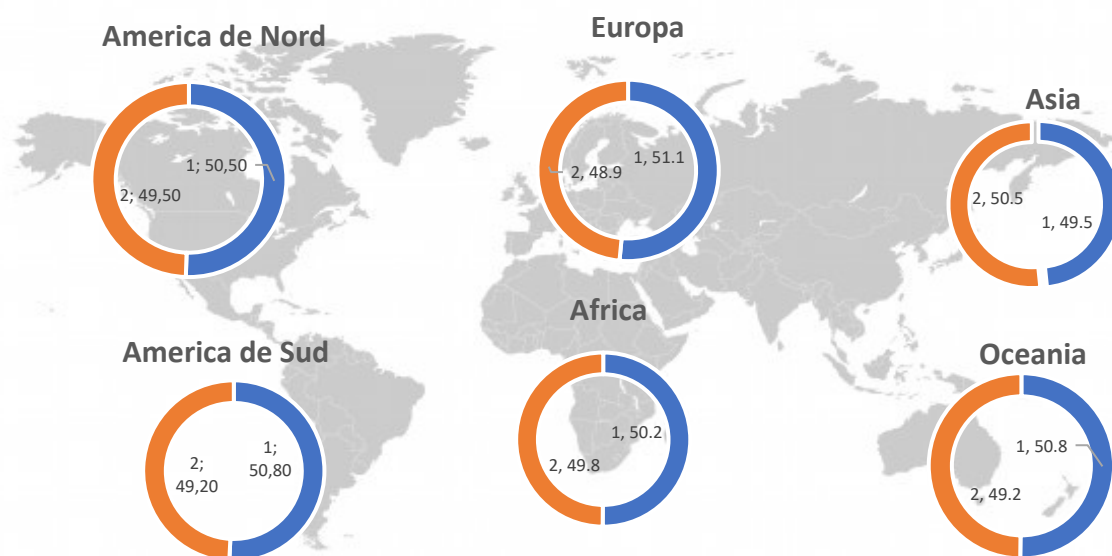 America de Nord
1; 50,50
2; 49,50
Europa
1, 51.1
2, 48.9
Asia
2, 50.5
1, 49.5
America de Sud
1;
50,80
2;
49,20
Africa
1, 50.2
2, 49.8
Oceania
1, 50.8
2, 49.2